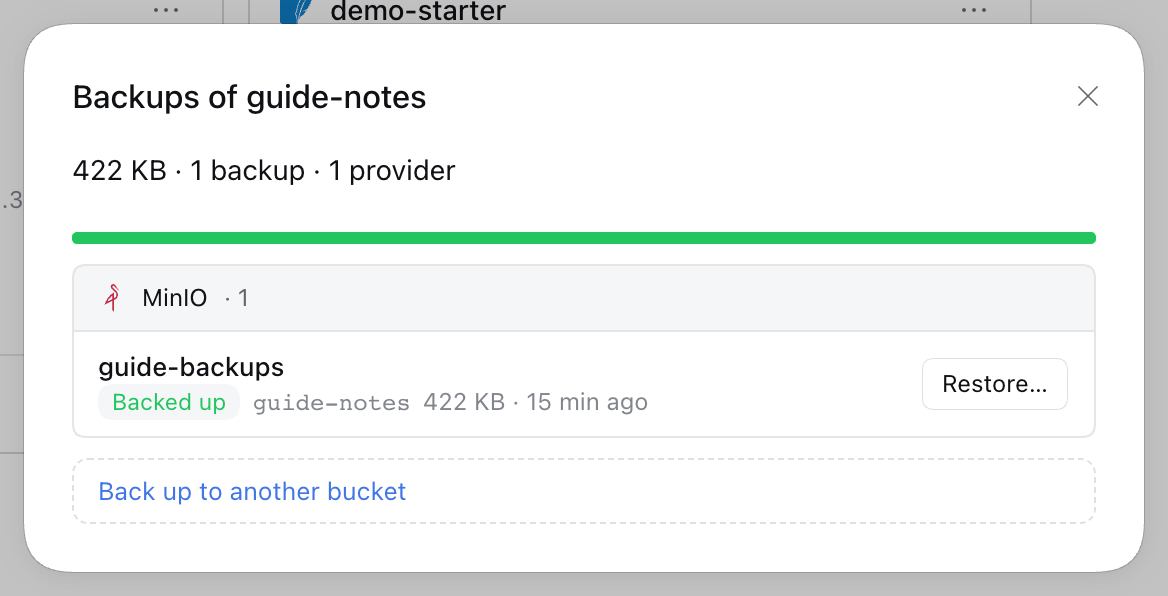 demo-starter
Backups of guide-notes
422 KB · 1 backup · 1 provider
.3
MinIO · 1
guide-backups
Backed up guide-notes 422 KB · 15 min ago
Restore...
Back up to another bucket